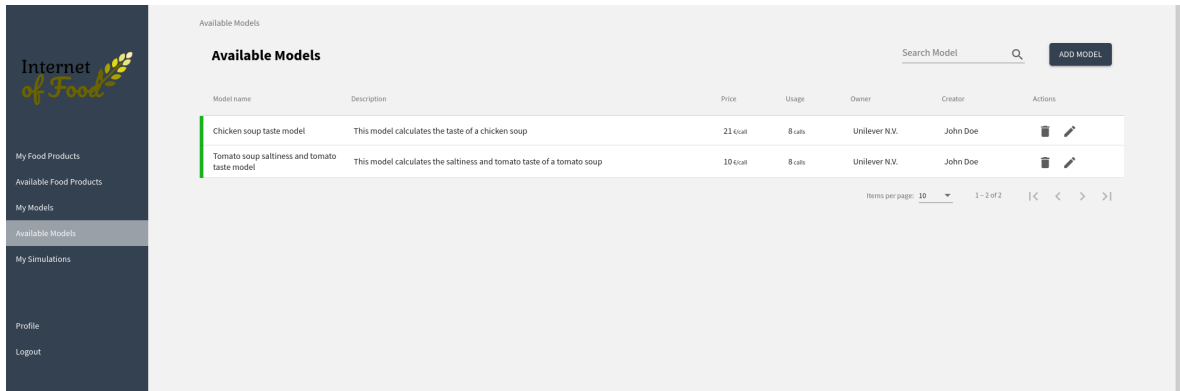 Internet
of Food
My Food Products
Available Food Products
My Models
Available Models
My Simulations
Profile
Logout
Available Models
Available Models
Search Model
ADD MODEL
Model name Description Price Usage Owner Creator Actions
Chicken soup taste model This model calculates the taste of a chicken soup 21 €/call 8 calls Unilever N.V. John Doe
Tomato soup saltiness and tomato
taste model This model calculates the saltiness and tomato taste of a tomato soup 10 €/call 8 calls Unilever N.V. John Doe
Items per page: 10 1 – 2 of 2